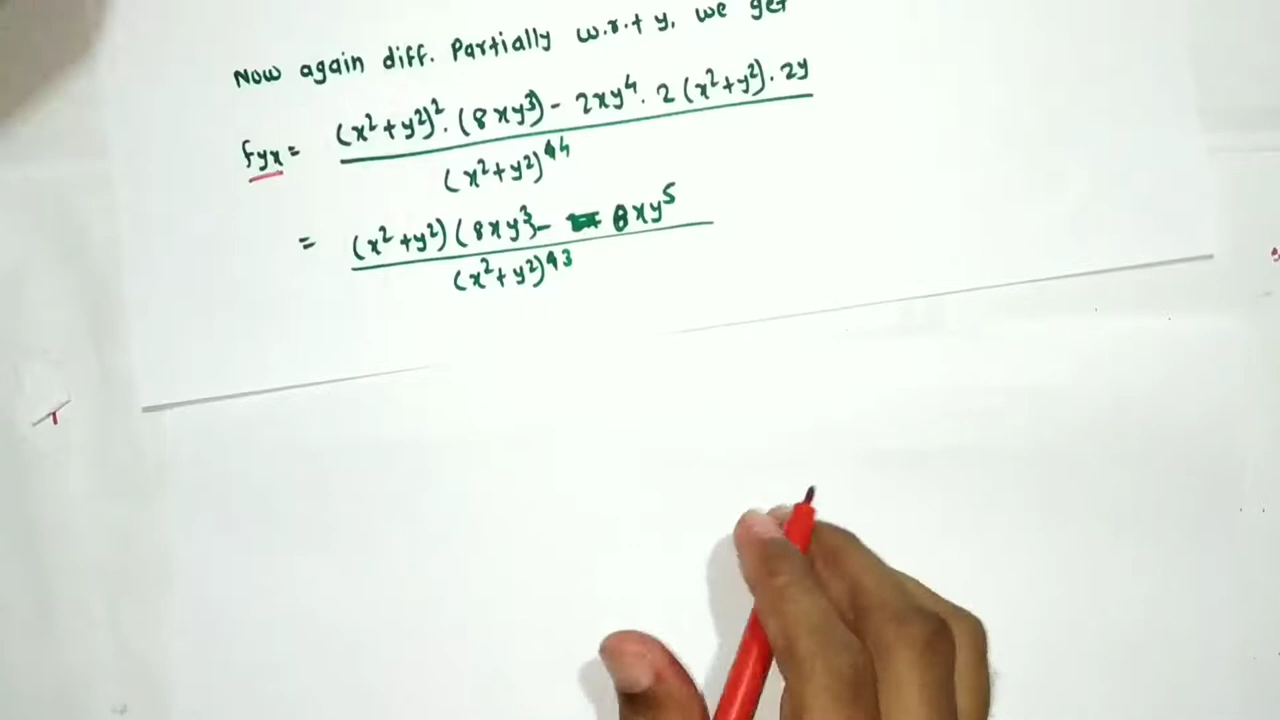 Now again diff. Partially w.r.t y, we get
fyx = (x²+y²)².(8xy³) - 2xy⁴. 2(x²+y²). 2y
(x²+y²)⁴
= (x²+y²)(8xy³ - 8xy⁵
(x²+y²)³